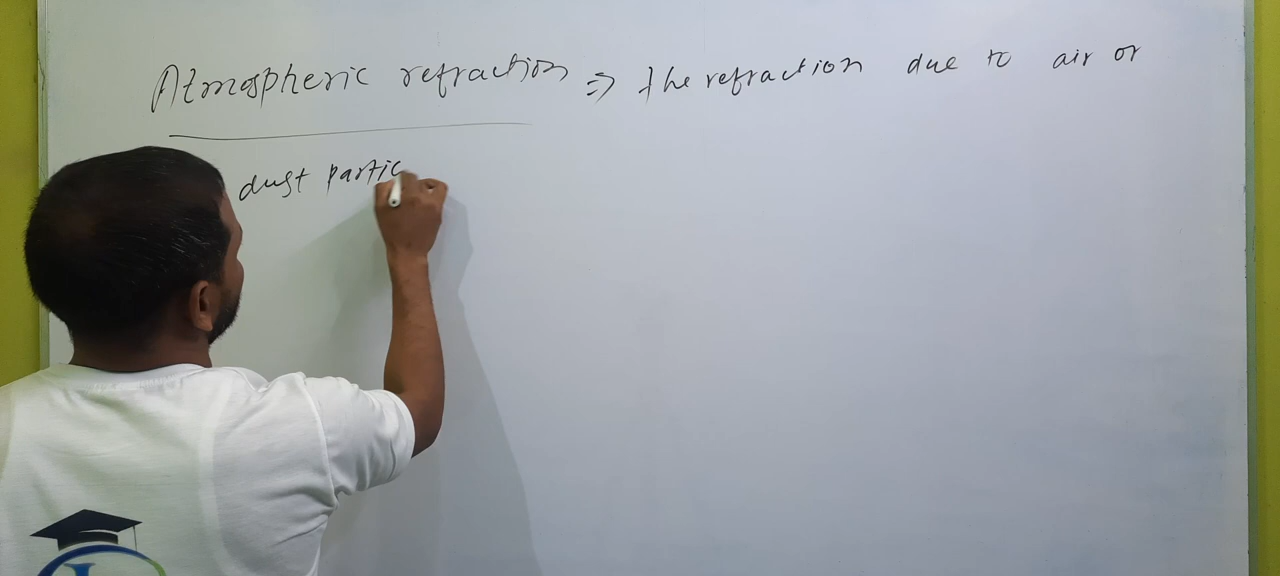 Atmospheric refraction => the refraction due to air or
dust partic